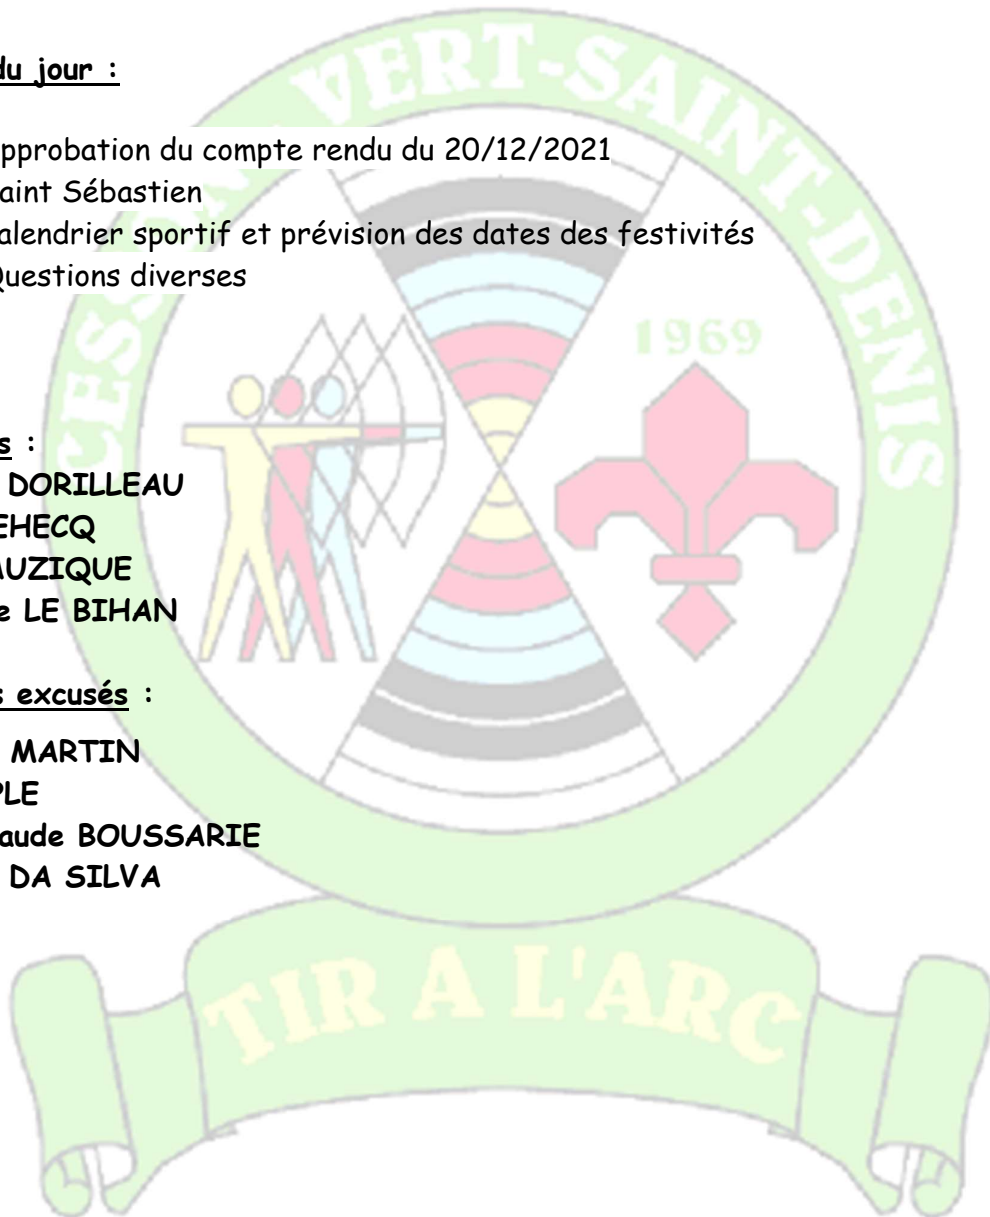 du jour :
pprobation du compte rendu du 20/12/2021
aint Sébastien
alendrier sportif et prévision des dates des festivités
Questions diverses
s :
DORILLEAU
EHECQ
MUZIQUE
e LE BIHAN
s excusés :
MARTIN
PLE
aude BOUSSARIE
DA SILVA
CESSON VERT-SAINT-DENIS
1969
TIR A L'ARC